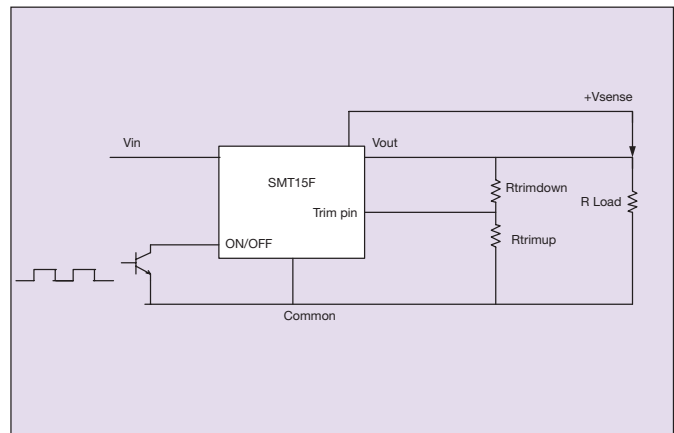 +Vsense
Vin
Vout
SMT15F
Rtrimdown
R Load
Trim pin
Rtrimup
ON/OFF
Common